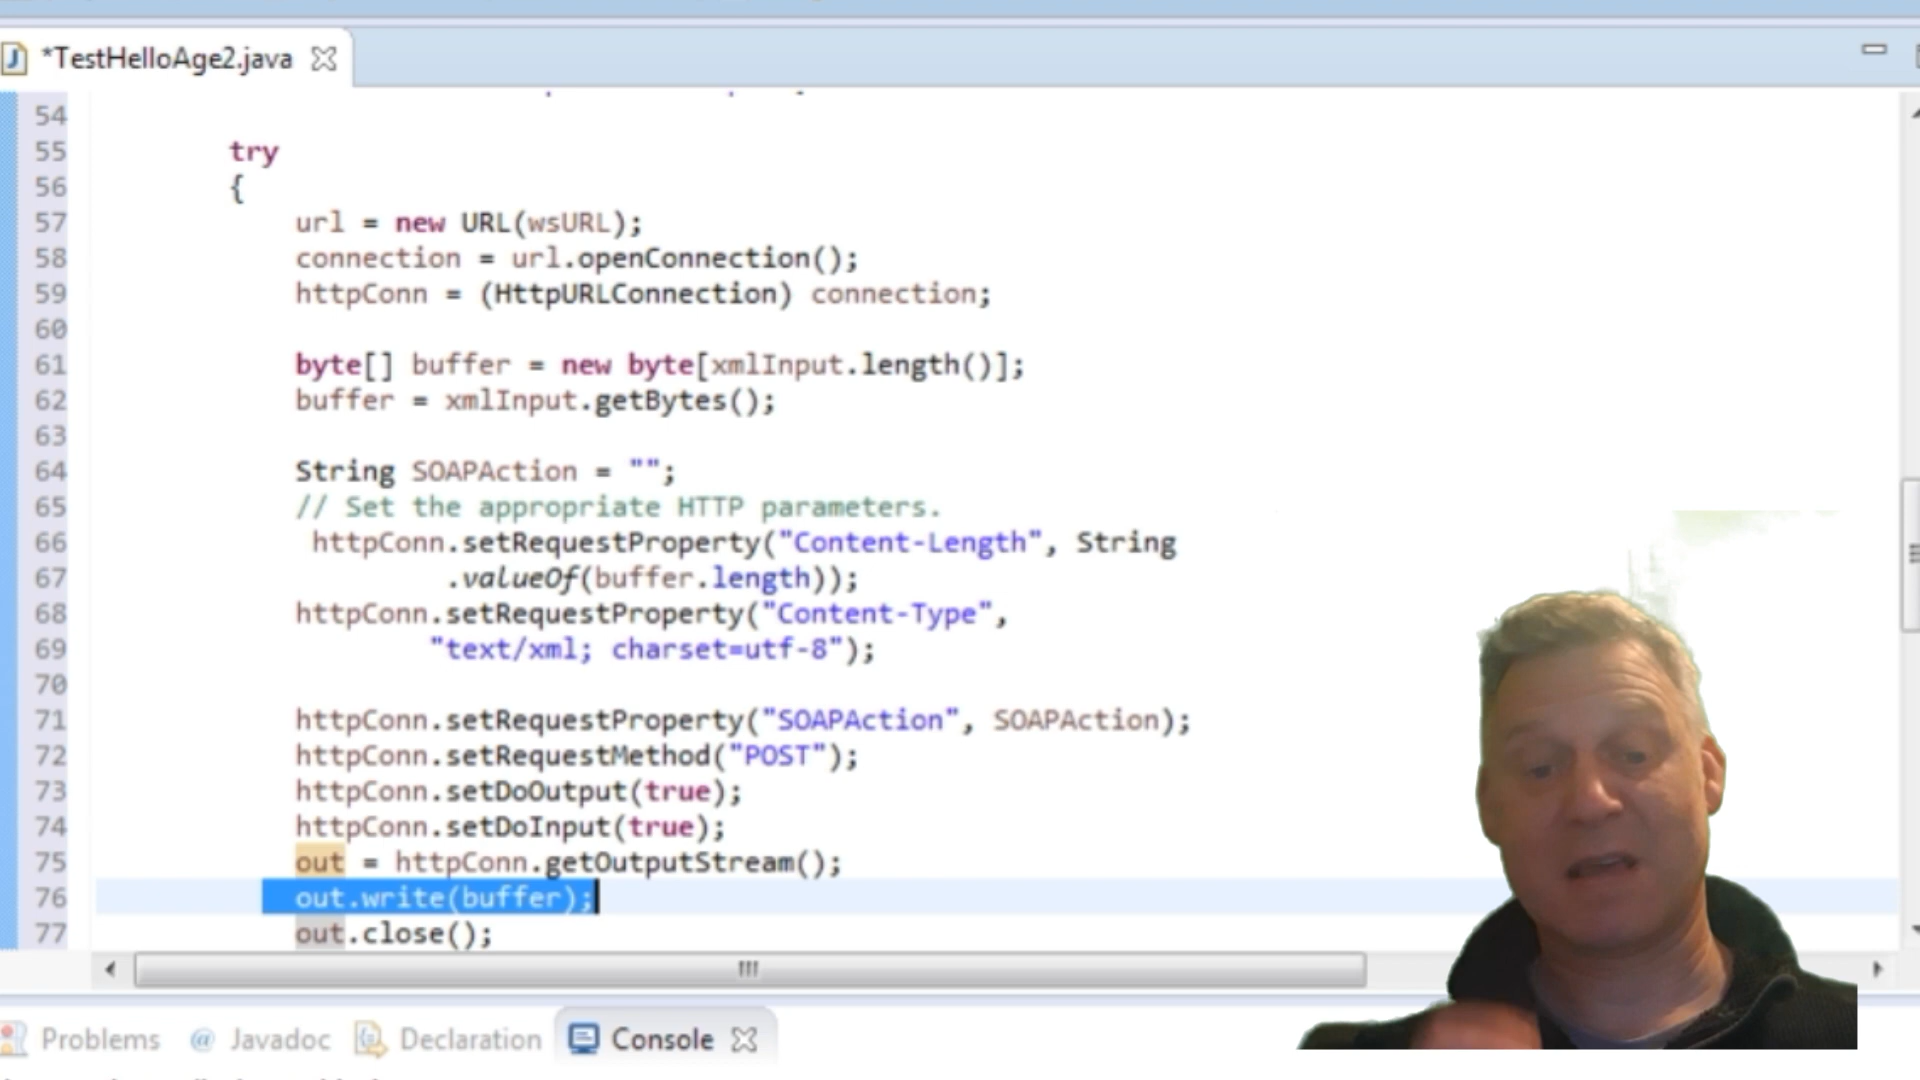 *TestHelloAge2.java
54
55 try
56 {
57 url = new URL(wsURL);
58 connection = url.openConnection();
59 httpConn = (HttpURLConnection) connection;
60
61 byte[] buffer = new byte[xmlInput.length()];
62 buffer = xmlInput.getBytes();
63
64 String SOAPAction = "";
65 // Set the appropriate HTTP parameters.
66 httpConn.setRequestProperty("Content-Length", String
67 .valueOf(buffer.length));
68 httpConn.setRequestProperty("Content-Type",
69 "text/xml; charset=utf-8");
70
71 httpConn.setRequestProperty("SOAPAction", SOAPAction);
72 httpConn.setRequestMethod("POST");
73 httpConn.setDoOutput(true);
74 httpConn.setDoInput(true);
75 out = httpConn.getOutputStream();
76 out.write(buffer);
77 out.close();
Problems @ Javadoc Declaration Console